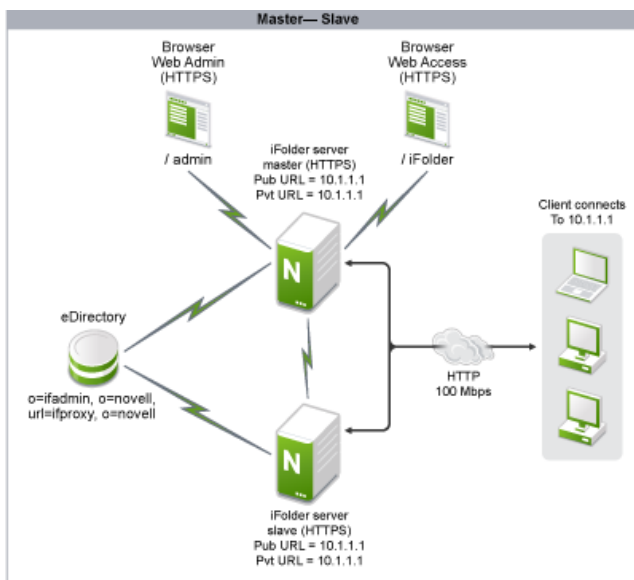 Master— Slave
Browser
Web Admin
(HTTPS)
Browser
Web Access
(HTTPS)
/ admin
iFolder server
master (HTTPS)
Pub URL = 10.1.1.1
Pvt URL = 10.1.1.1
/ iFolder
Client connects
To 10.1.1.1
N
eDirectory
o=ifadmin, o=novell,
url=ifproxy, o=novell
HTTP
100 Mbps
N
iFolder server
slave (HTTPS)
Pub URL = 10.1.1.1
Pvt URL = 10.1.1.1